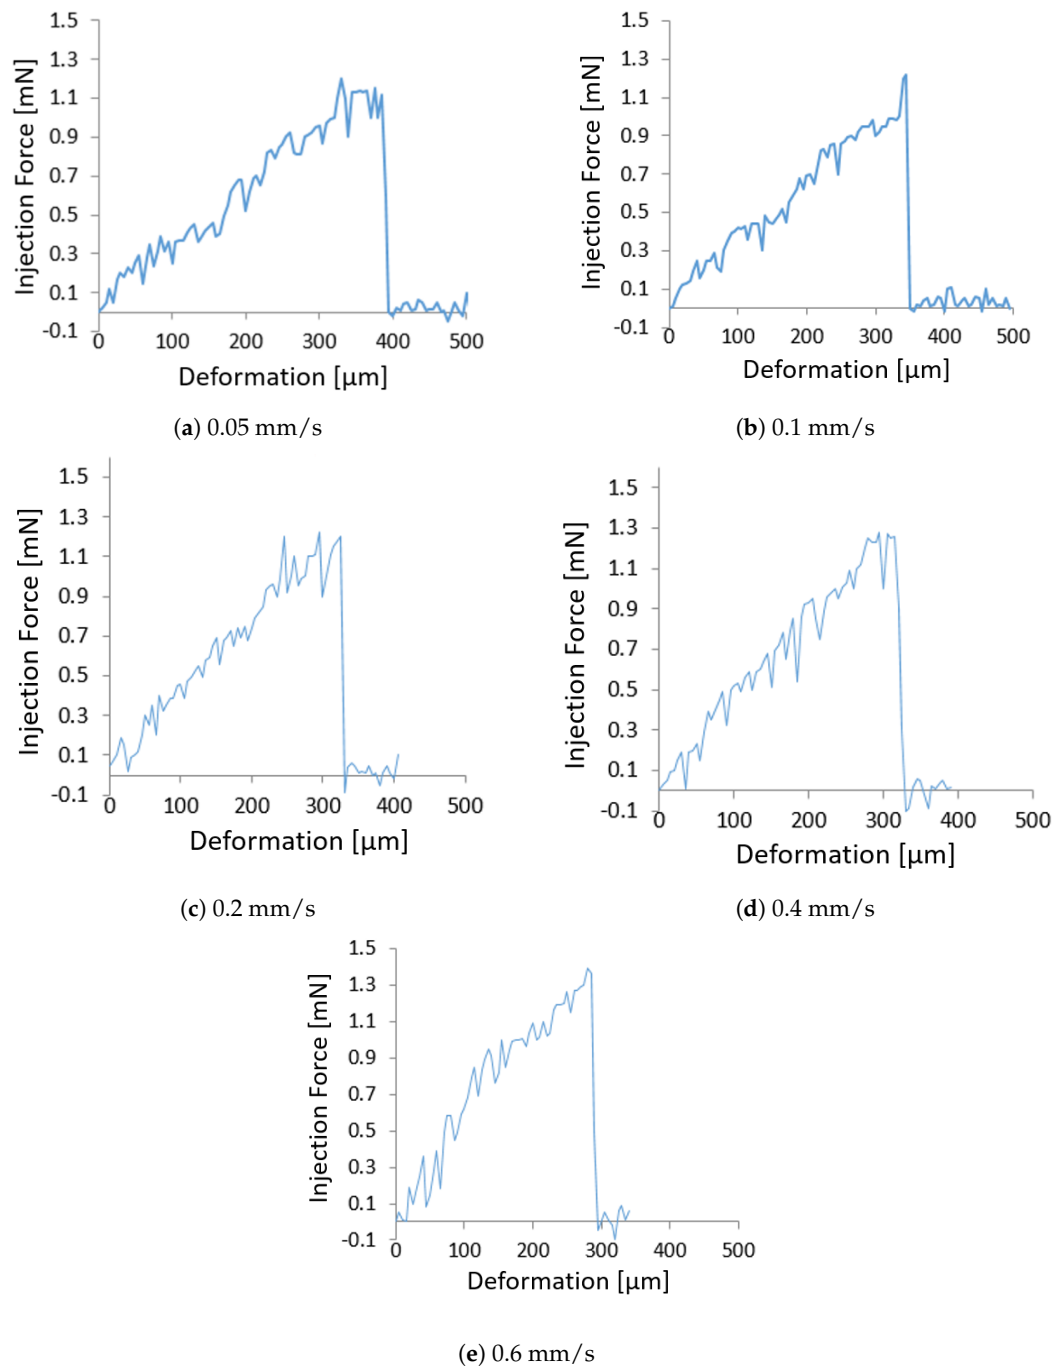 1.5
1.3
1.1
0.9
0.7
0.5
0.3
0.1
-0.1
Injection Force [mN]
0 100 200 300 400 500
Deformation [μm]
(a) 0.05 mm/s
1.5
1.3
1.1
0.9
0.7
0.5
0.3
0.1
-0.1
Injection Force [mN]
0 100 200 300 400 500
Deformation [μm]
(b) 0.1 mm/s
1.5
1.3
1.1
0.9
0.7
0.5
0.3
0.1
-0.1
Injection Force [mN]
0 100 200 300 400 500
Deformation [μm]
(c) 0.2 mm/s
1.5
1.3
1.1
0.9
0.7
0.5
0.3
0.1
-0.1
Injection Force [mN]
0 100 200 300 400 500
Deformation [μm]
(d) 0.4 mm/s
1.5
1.3
1.1
0.9
0.7
0.5
0.3
0.1
-0.1
Injection Force [mN]
0 100 200 300 400 500
Deformation [μm]
(e) 0.6 mm/s